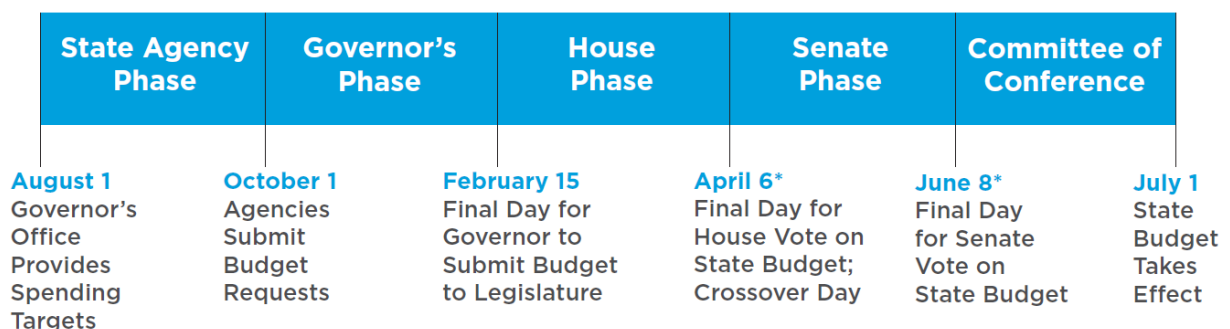 State Agency
Phase
Governor's
Phase
House
Phase
Senate
Phase
Committee of
Conference
August 1
Governor's
Office
Provides
Spending
Targets
October 1
Agencies
Submit
Budget
Requests
February 15
Final Day for
Governor to
Submit Budget
to Legislature
April 6*
Final Day for
House Vote on
State Budget;
Crossover Day
June 8*
Final Day
for Senate
Vote on
State Budget
July 1
State
Budget
Takes
Effect